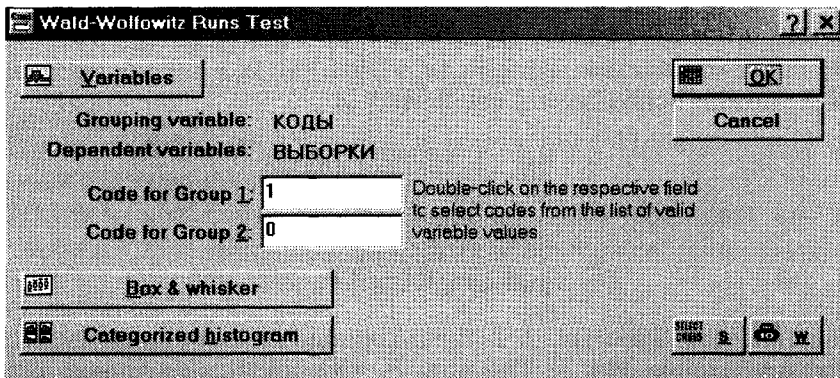 Wald-Wolfowitz Runs Test
Variables
OK
Grouping variable: КОДЫ
Cancel
Dependent variables: ВЫБОРКИ
Code for Group 1: 1
Double-click on the respective field
to select codes from the list of valid
variable values
Code for Group 2: 0
Box & whisker
Categorized histogram
SELECT CASES S
W